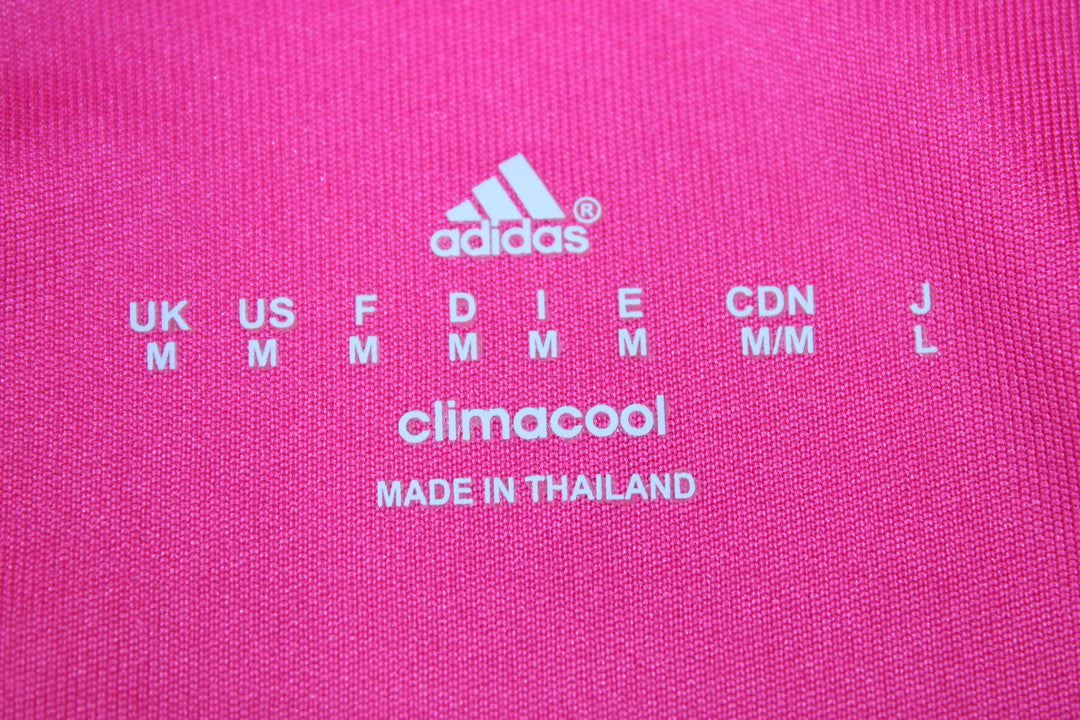 adidas®
UK US F D I E CDN J
M M M M M M M/M L
climacool
MADE IN THAILAND